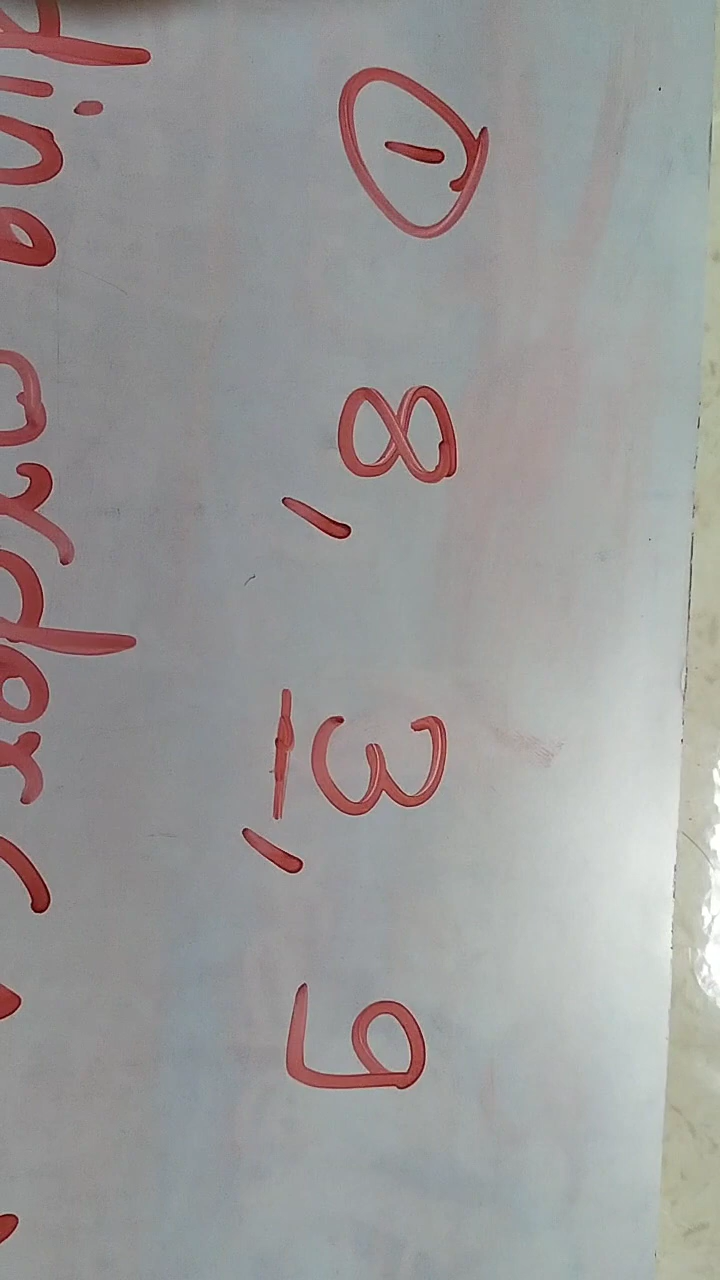 ① 8, 3, 9
order (